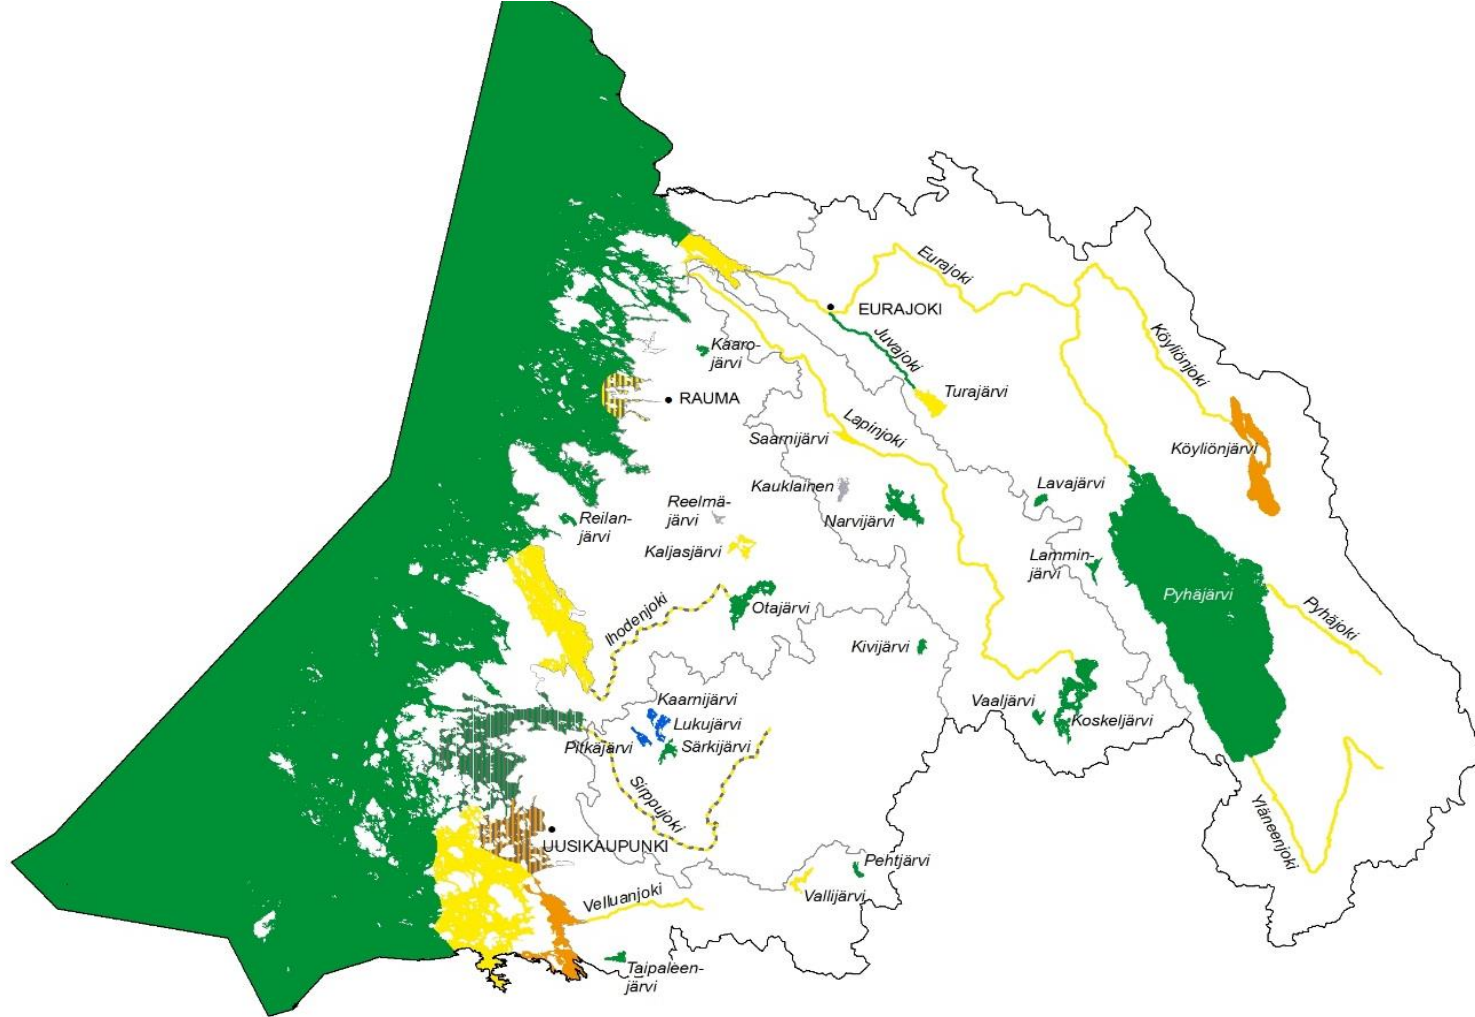 Eurajoki
EURAJOKI
Juvajoki
Köyliönjoki
Kaaro-
järvi
RAUMA
Turajärvi
Lapinjoki
Saarnijärvi
Köyliönjärvi
Kauklainen
Lavajärvi
Reelmä-
järvi
Narvijärvi
Reilan-
järvi
Kaljasjärvi
Lammin-
järvi
Pyhäjärvi
Ihodenjoki
Otajärvi
Pyhäjoki
Kivijärvi
Kaarnijärvi
Vaaljärvi
Lukujärvi
Koskeljärvi
Pitkäjärvi
Särkijärvi
Sirppujoki
Yläneenjoki
UUSIKAUPUNKI
Pehtjärvi
Velluanjoki
Vallijärvi
Taipaleen-
järvi